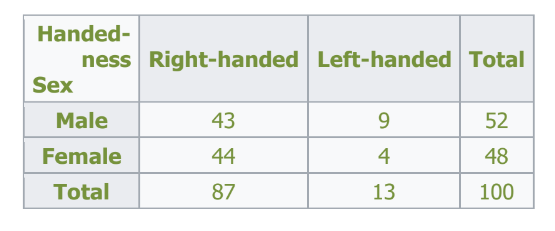 Handed-
ness
Sex
Right-handed Left-handed Total
Male 43 9 52
Female 44 4 48
Total 87 13 100